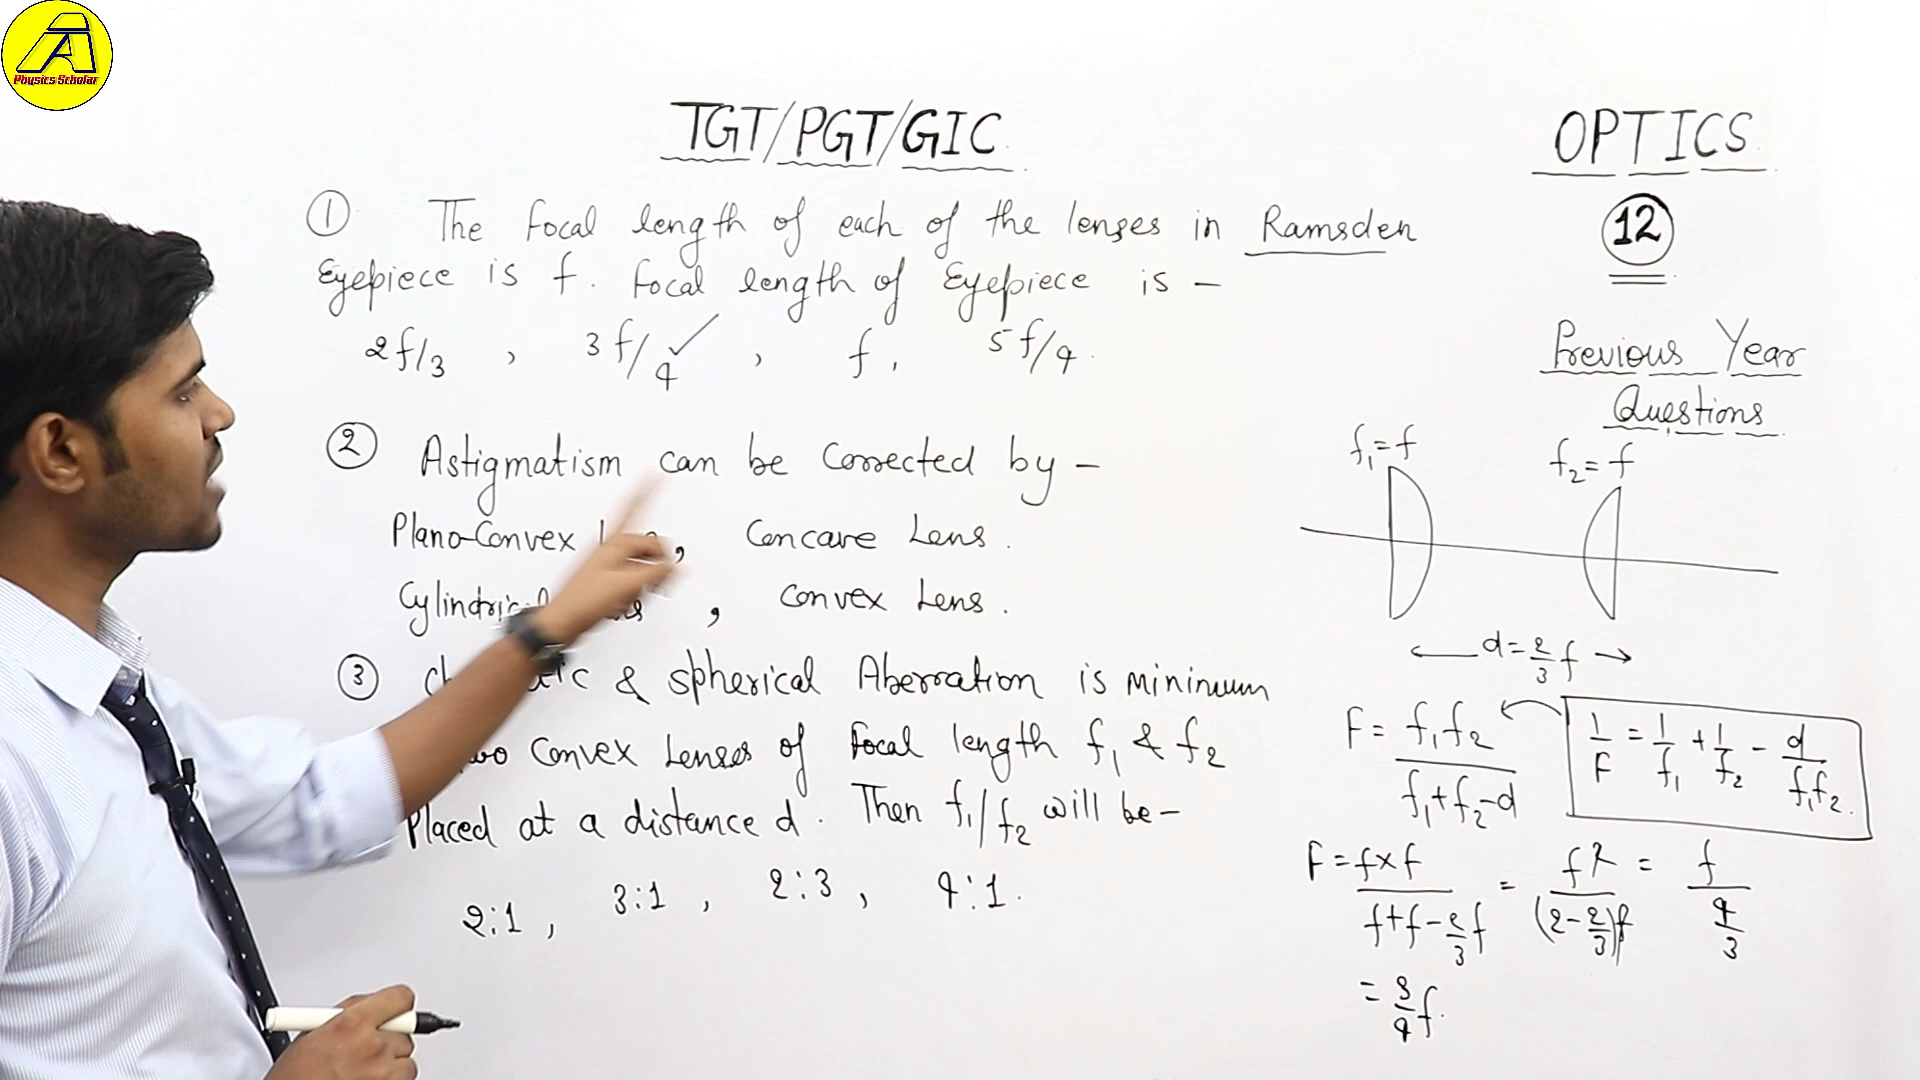 A
Physics Scholar
TGT/PGT/GIC
① The Focal length of each of the lenses in Ramsden
Eyepiece is f. Focal length of Eyepiece is -
2f/3 , 3f/4 ✓ , f , 5f/4 .
② Astigmatism can be Corrected by -
Plano-Convex , Concave Lens .
Cylindrical , Convex Lens .
③ & Spherical Aberration is minimum
Convex Lenses of Focal length f₁ & f₂
Placed at a distance d . Then f₁/f₂ will be -
2:1 , 3:1 , 2:3 , 4:1 .
OPTICS
12
Previous Year
Questions
f₁=f f₂=f
d=2/3 f
F = f₁f₂/(f₁+f₂-d)
1/F = 1/f₁ + 1/f₂ - d/(f₁f₂) .
F = f×f/(f+f-2/3 f) = f²/((2-2/3)f) = f/(4/3)
= 3/4 f .